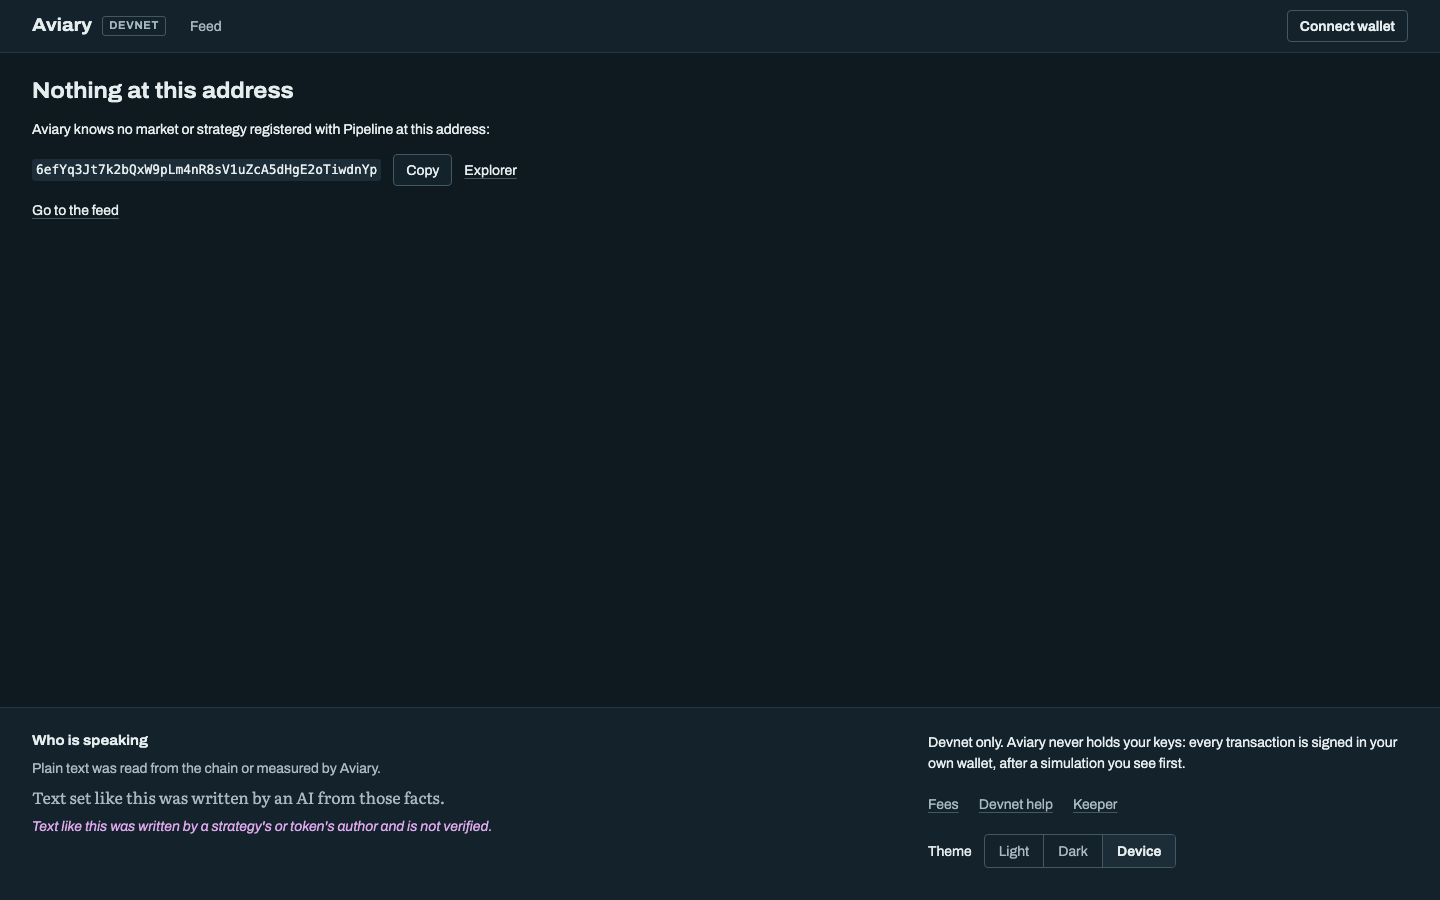 Aviary DEVNET Feed Connect wallet
Nothing at this address
Aviary knows no market or strategy registered with Pipeline at this address:
6efYq3Jt7k2bQxW9pLm4nR8sV1uZcA5dHgE2oTiwdnYp Copy Explorer
Go to the feed
Who is speaking
Plain text was read from the chain or measured by Aviary.
Text set like this was written by an AI from those facts.
Text like this was written by a strategy's or token's author and is not verified.
Devnet only. Aviary never holds your keys: every transaction is signed in your
own wallet, after a simulation you see first.
Fees Devnet help Keeper
Theme Light Dark Device